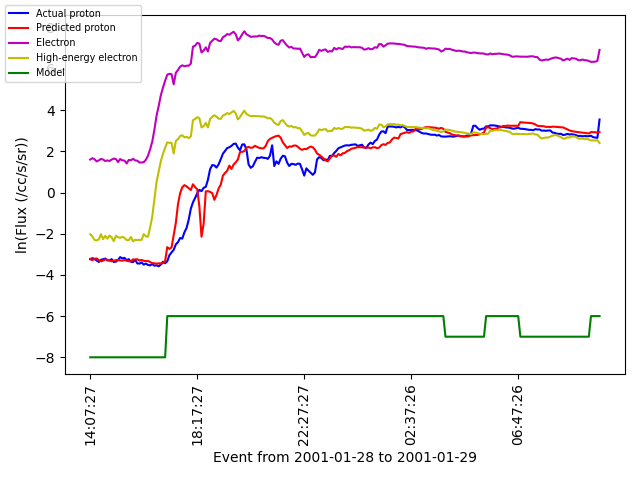 Actual proton
Predicted proton
Electron
High-energy electron
Model
4
2
0
−2
−4
−6
−8
ln(Flux (/cc/s/sr))
14:07:27
18:17:27
22:27:27
02:37:26
06:47:26
Event from 2001-01-28 to 2001-01-29